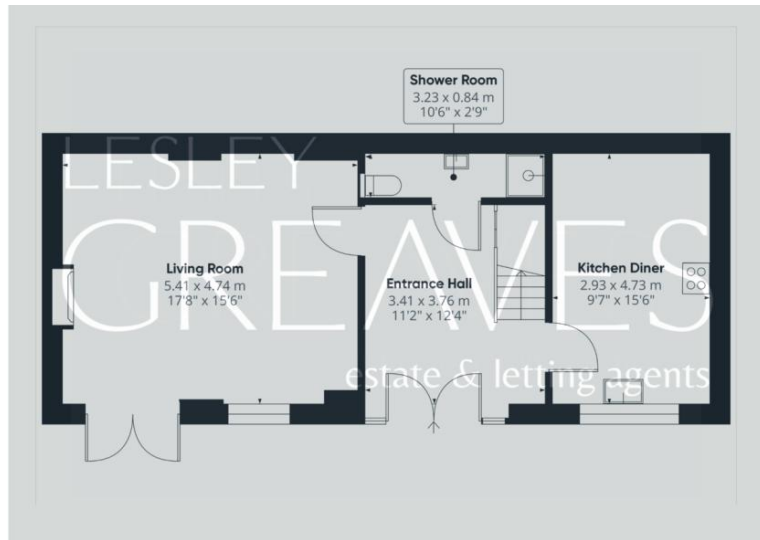 Shower Room
3.23 x 0.84 m
10'6" x 2'9"
LESLEY
GREAVES
estate & letting agents
Living Room
5.41 x 4.74 m
17'8" x 15'6"
Entrance Hall
3.41 x 3.76 m
11'2" x 12'4"
Kitchen Diner
2.93 x 4.73 m
9'7" x 15'6"